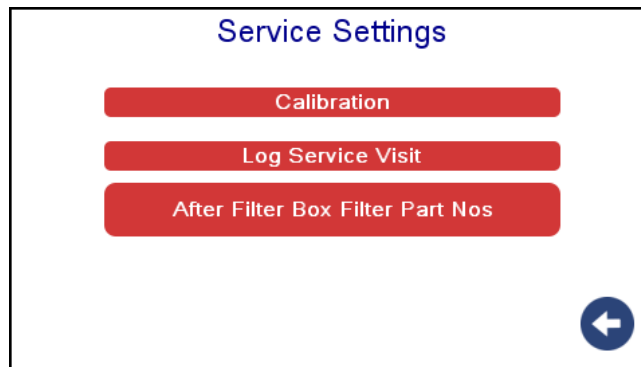 Service Settings
Calibration
Log Service Visit
After Filter Box Filter Part Nos